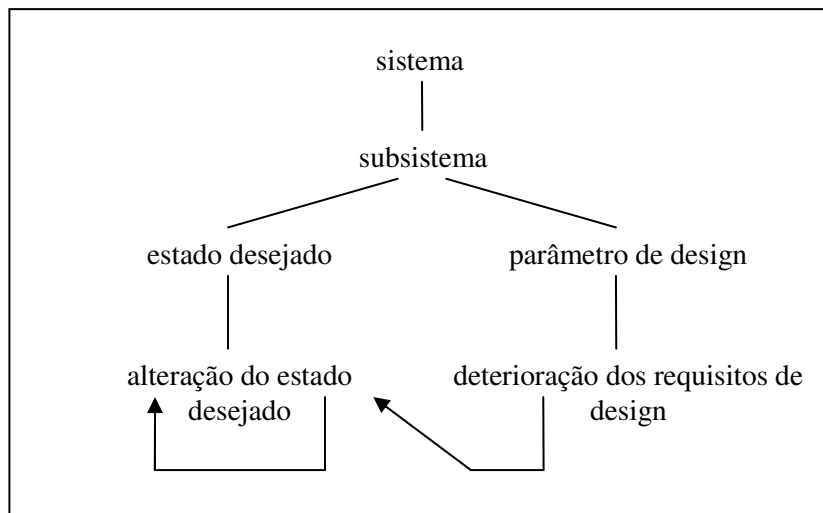 sistema
subsistema
estado desejado
parâmetro de design
alteração do estado
desejado
deterioração dos requisitos de
design